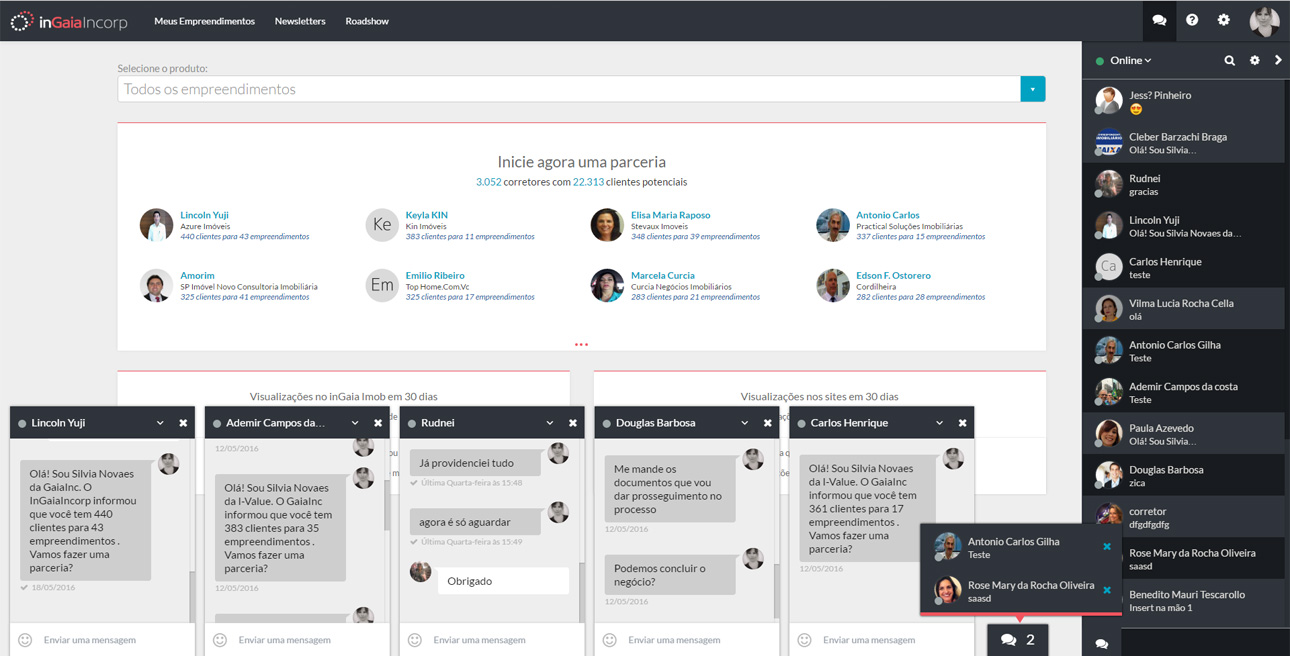 inGaiaIncorp
Meus Empreendimentos
Newsletters
Roadshow
Selecione o produto:
Todos os empreendimentos
Inicie agora uma parceria
3.052 corretores com 22.313 clientes potenciais
Lincoln Yuji
Azure Imóveis
440 clientes para 43 empreendimentos
Keyla KIN
Kin Imóveis
383 clientes para 11 empreendimentos
Elisa Maria Raposo
Stevaux Imoveis
348 clientes para 39 empreendimentos
Antonio Carlos
Practical Soluções Imobiliárias
337 clientes para 15 empreendimentos
Ke
Amorim
SP Imóvel Novo Consultoria Imobiliária
325 clientes para 41 empreendimentos
Em
Emilio Ribeiro
Top Home.Com.Vc
325 clientes para 17 empreendimentos
Marcela Curcia
Curcia Negócios Imobiliários
283 clientes para 21 empreendimentos
Edson F. Ostorero
Cordilheira
282 clientes para 28 empreendimentos
Visualizações no inGaia Imob em 30 dias
Visualizações nos sites em 30 dias
Lincoln Yuji
Olá! Sou Silvia Novaes
da GaiaInc. O
InGaiaIncorp informou
que você tem 440
clientes para 43
empreendimentos .
Vamos fazer uma
parceria?
18/05/2016
Enviar uma mensagem
Ademir Campos da...
12/05/2016
Olá! Sou Silvia Novaes
da I-Value. O GaiaInc
informou que você tem
383 clientes para 35
empreendimentos .
Vamos fazer uma
parceria?
12/05/2016
Enviar uma mensagem
Rudnei
Já providenciei tudo
Última Quarta-feira às 15:48
agora é só aguardar
Última Quarta-feira às 15:49
Obrigado
Enviar uma mensagem
Douglas Barbosa
Me mande os
documentos que vou
dar prosseguimento no
processo
12/05/2016
Podemos concluir o
negócio?
12/05/2016
Enviar uma mensagem
Carlos Henrique
Olá! Sou Silvia Novaes
da I-Value. O GaiaInc
informou que você tem
361 clientes para 17
empreendimentos .
Vamos fazer uma
parceria?
12/05/2016
Enviar uma mensagem
Antonio Carlos Gilha
Teste
Rose Mary da Rocha Oliveira
saasd
2
Online
Jess? Pinheiro
😍
Cleber Barzachi Braga
Olá! Sou Silvia...
CAIXA
Rudnei
gracias
Lincoln Yuji
Olá! Sou Silvia Novaes da...
Ca
Carlos Henrique
teste
Vilma Lucia Rocha Cella
olá
Antonio Carlos Gilha
Teste
Ademir Campos da costa
Teste
Paula Azevedo
Olá! Sou Silvia...
Douglas Barbosa
zica
corretor
dfgdfgdfg
Rose Mary da Rocha Oliveira
saasd
Benedito Mauri Tescarollo
Insert na mão 1